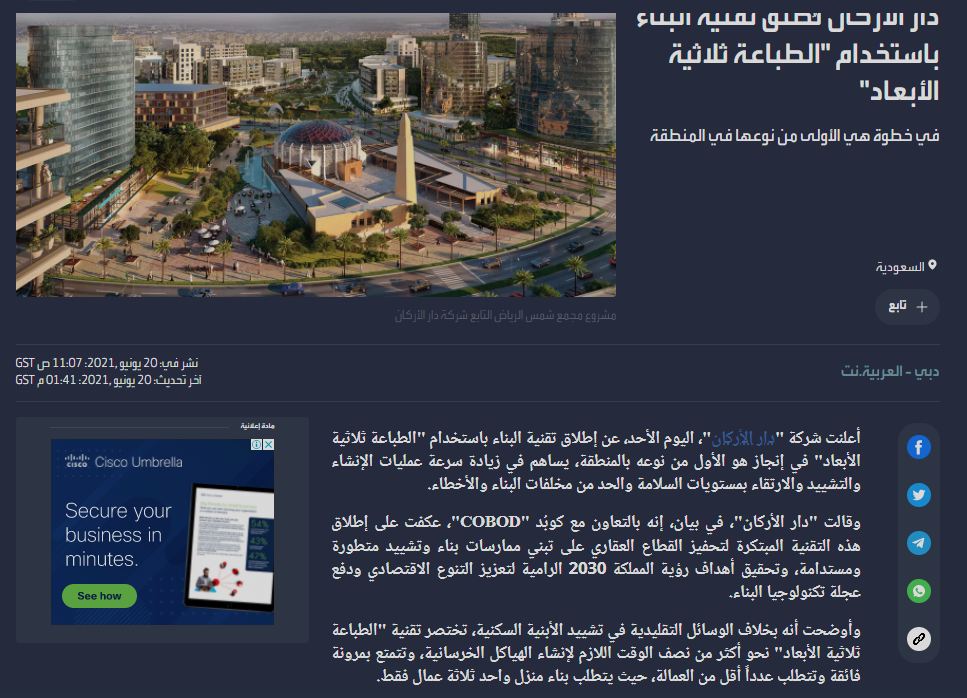 دار الأركان تطلق تقنية البناء
باستخدام "الطباعة ثلاثية
الأبعاد"
في خطوة هي الأولى من نوعها في المنطقة
السعودية
تابع
مشروع مجمع شمس الرياض التابع شركة دار الأركان
دبي - العربية.نت
نشر في: 20 يونيو ,2021: 11:07 ص GST
آخر تحديث: 20 يونيو ,2021: 01:41 م GST
أعلنت شركة "دار الأركان"، اليوم الأحد، عن إطلاق تقنية البناء باستخدام "الطباعة ثلاثية
الأبعاد" في إنجاز هو الأول من نوعه بالمنطقة، يساهم في زيادة سرعة عمليات الإنشاء
والتشييد والارتقاء بمستويات السلامة والحد من مخلفات البناء والأخطاء.
وقالت "دار الأركان"، في بيان، إنه بالتعاون مع كوبُد "COBOD"، عكفت على إطلاق
هذه التقنية المبتكرة لتحفيز القطاع العقاري على تبني ممارسات بناء وتشييد متطورة
ومستدامة، وتحقيق أهداف رؤية المملكة 2030 الرامية لتعزيز التنوع الاقتصادي ودفع
عجلة تكنولوجيا البناء.
وأوضحت أنه بخلاف الوسائل التقليدية في تشييد الأبنية السكنية، تختصر تقنية "الطباعة
ثلاثية الأبعاد" نحو أكثر من نصف الوقت اللازم لإنشاء الهياكل الخرسانية، وتتمتع بمرونة
فائقة وتتطلب عدداً أقل من العمالة، حيث يتطلب بناء منزل واحد ثلاثة عمال فقط.
مادة إعلانية
CISCO Cisco Umbrella
Secure your
business in
minutes.
See how
54%
43%
47%